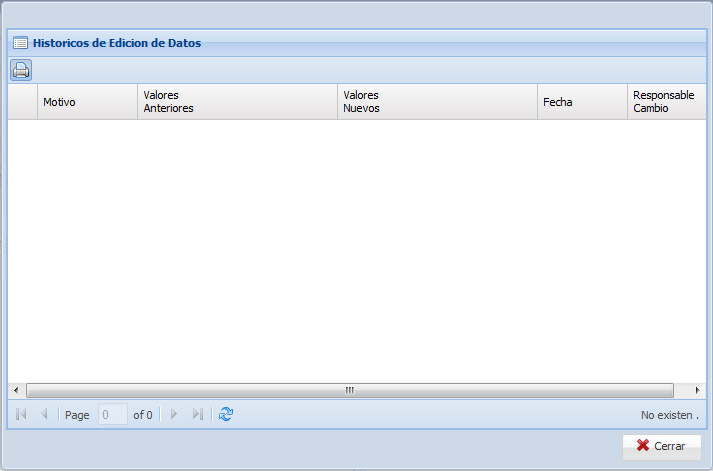 Historicos de Edicion de Datos
Motivo
Valores
Anteriores
Valores
Nuevos
Fecha
Responsable
Cambio
Page 0 of 0
No existen .
Cerrar